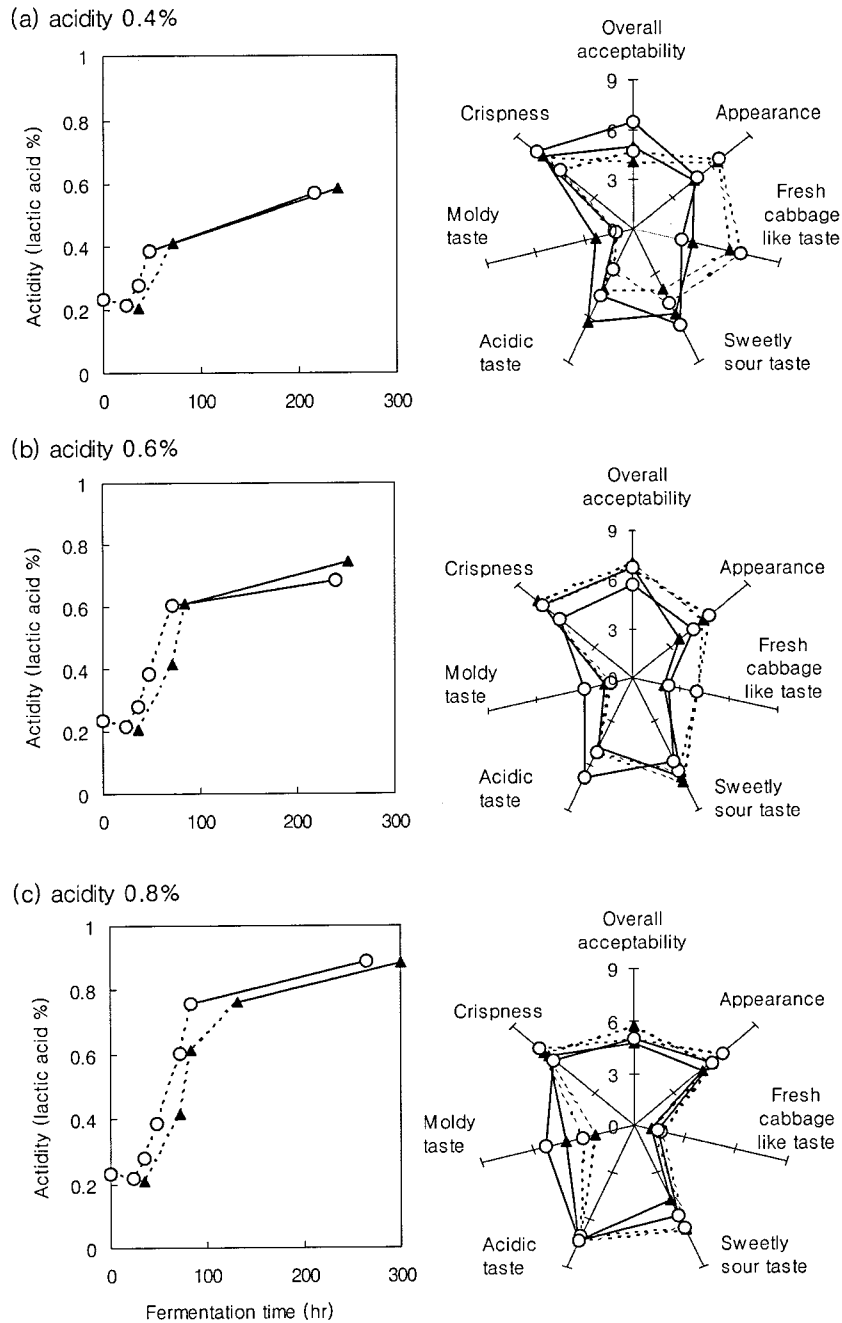 (a) acidity 0.4%
Actidity (lactic acid %)
1
0.8
0.6
0.4
0.2
0
0
100
200
300
Overall
acceptability
9
6
3
0
Crispness
Appearance
Moldy
taste
Fresh
cabbage
like taste
Acidic
taste
Sweetly
sour taste
(b) acidity 0.6%
Actidity (lactic acid %)
1
0.8
0.6
0.4
0.2
0
0
100
200
300
Overall
acceptability
9
6
3
0
Crispness
Appearance
Moldy
taste
Fresh
cabbage
like taste
Acidic
taste
Sweetly
sour taste
(c) acidity 0.8%
Actidity (lactic acid %)
1
0.8
0.6
0.4
0.2
0
0
100
200
300
Fermentation time (hr)
Overall
acceptability
9
6
3
0
Crispness
Appearance
Moldy
taste
Fresh
cabbage
like taste
Acidic
taste
Sweetly
sour taste